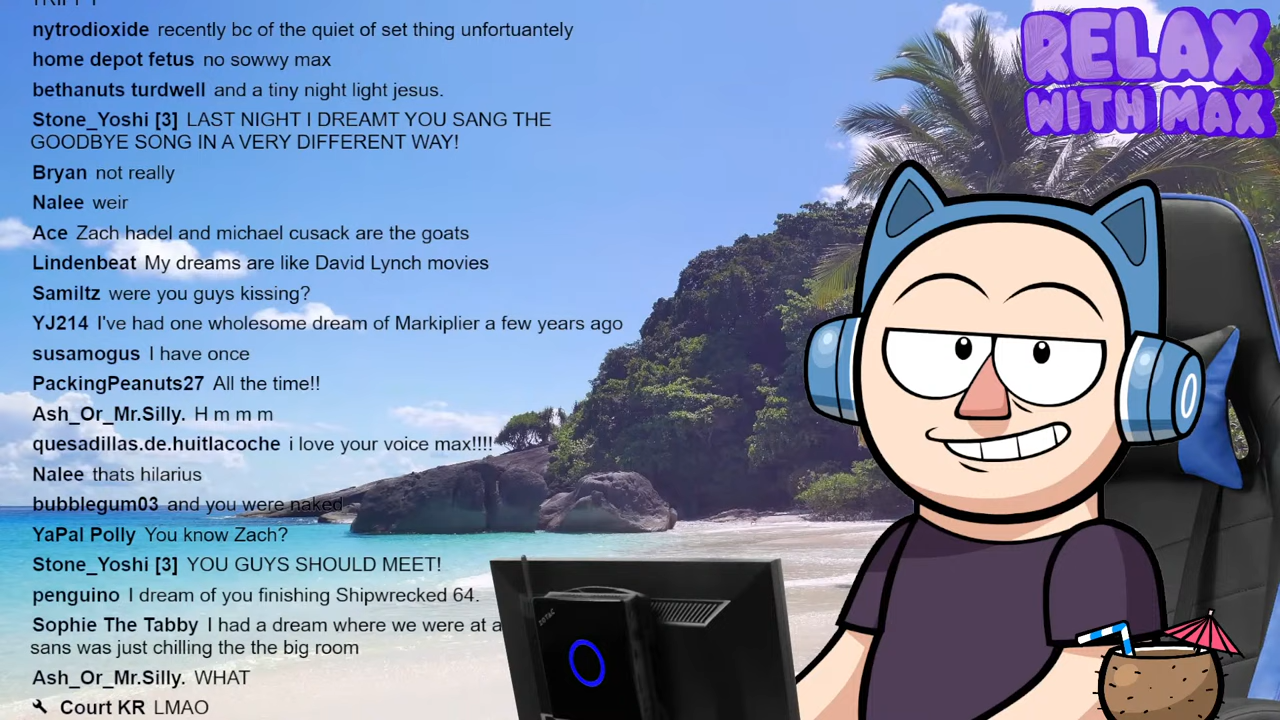 nytrodioxide recently bc of the quiet of set thing unfortuantely
home depot fetus no sowwy max
bethanuts turdwell and a tiny night light jesus.
Stone_Yoshi [3] LAST NIGHT I DREAMT YOU SANG THE
GOODBYE SONG IN A VERY DIFFERENT WAY!
Bryan not really
Nalee weir
Ace Zach hadel and michael cusack are the goats
Lindenbeat My dreams are like David Lynch movies
Samiltz were you guys kissing?
YJ214 I've had one wholesome dream of Markiplier a few years ago
susamogus I have once
PackingPeanuts27 All the time!!
Ash_Or_Mr.Silly. H m m m
quesadillas.de.huitlacoche i love your voice max!!!!
Nalee thats hilarius
bubblegum03 and you were naked
YaPal Polly You know Zach?
Stone_Yoshi [3] YOU GUYS SHOULD MEET!
penguino I dream of you finishing Shipwrecked 64.
Sophie The Tabby I had a dream where we were at a
sans was just chilling the the big room
Ash_Or_Mr.Silly. WHAT
Court KR LMAO
RELAX
WITH MAX
ZOTAC